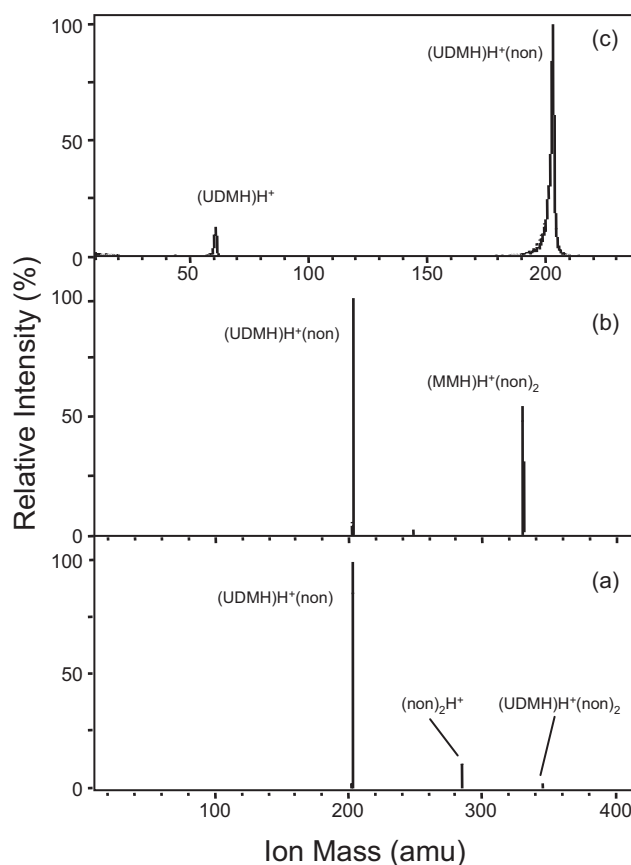 100
(c)
(UDMH)H⁺(non)
50
(UDMH)H⁺
0
50
100
150
200
100
(b)
(UDMH)H⁺(non)
(MMH)H⁺(non)₂
50
0
100
(a)
(UDMH)H⁺(non)
50
(non)₂H⁺
(UDMH)H⁺(non)₂
0
100
200
300
400
Relative Intensity (%)
Ion Mass (amu)